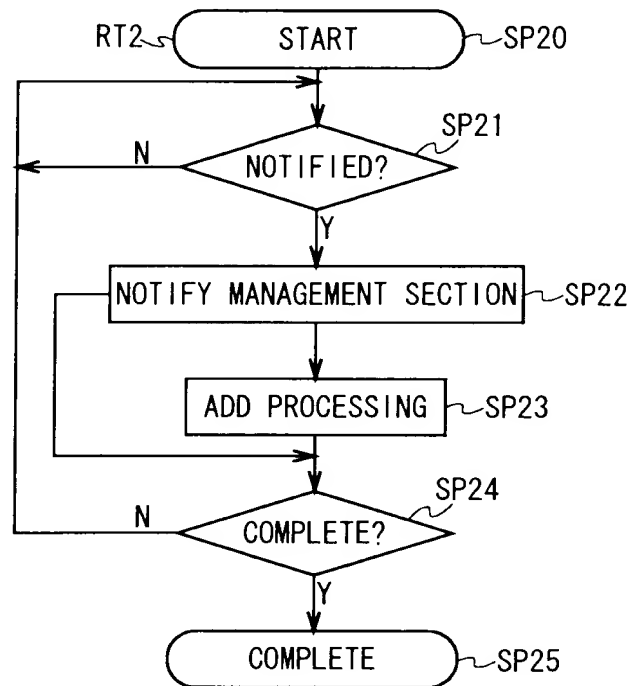 RT2 START SP20
SP21
N NOTIFIED?
Y
NOTIFY MANAGEMENT SECTION SP22
ADD PROCESSING SP23
SP24
N COMPLETE?
Y
COMPLETE SP25